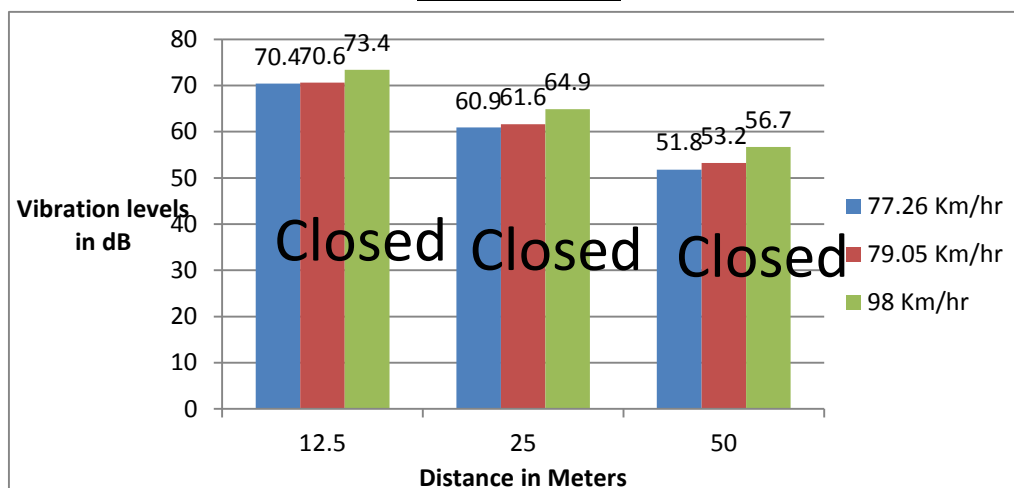 80
70
60
50
40
30
20
10
0
Vibration levels
in dB
70.4 70.6 73.4
60.9 61.6 64.9
51.8 53.2 56.7
Closed Closed Closed
77.26 Km/hr
79.05 Km/hr
98 Km/hr
12.5 25 50
Distance in Meters